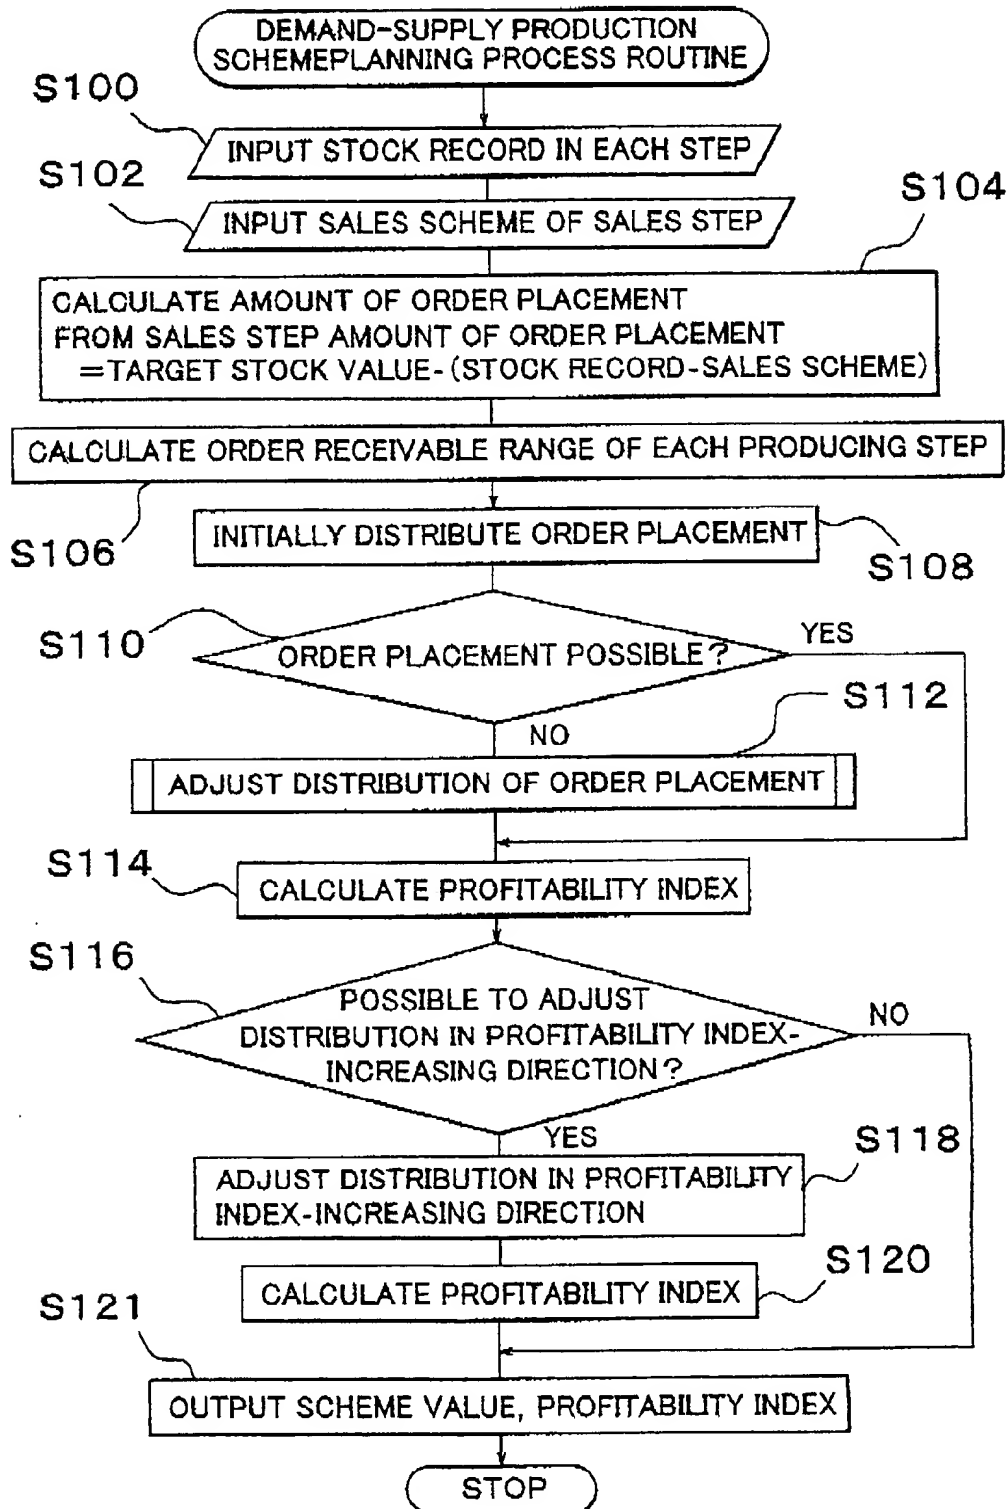 DEMAND-SUPPLY PRODUCTION
SCHEMEPLANNING PROCESS ROUTINE
S100
INPUT STOCK RECORD IN EACH STEP
S102
INPUT SALES SCHEME OF SALES STEP
S104
CALCULATE AMOUNT OF ORDER PLACEMENT
FROM SALES STEP AMOUNT OF ORDER PLACEMENT
=TARGET STOCK VALUE-(STOCK RECORD-SALES SCHEME)
CALCULATE ORDER RECEIVABLE RANGE OF EACH PRODUCING STEP
S106
INITIALLY DISTRIBUTE ORDER PLACEMENT
S108
S110
ORDER PLACEMENT POSSIBLE?
YES
NO
S112
ADJUST DISTRIBUTION OF ORDER PLACEMENT
S114
CALCULATE PROFITABILITY INDEX
S116
POSSIBLE TO ADJUST
DISTRIBUTION IN PROFITABILITY INDEX-
INCREASING DIRECTION?
NO
YES
S118
ADJUST DISTRIBUTION IN PROFITABILITY
INDEX-INCREASING DIRECTION
S120
CALCULATE PROFITABILITY INDEX
S121
OUTPUT SCHEME VALUE, PROFITABILITY INDEX
STOP